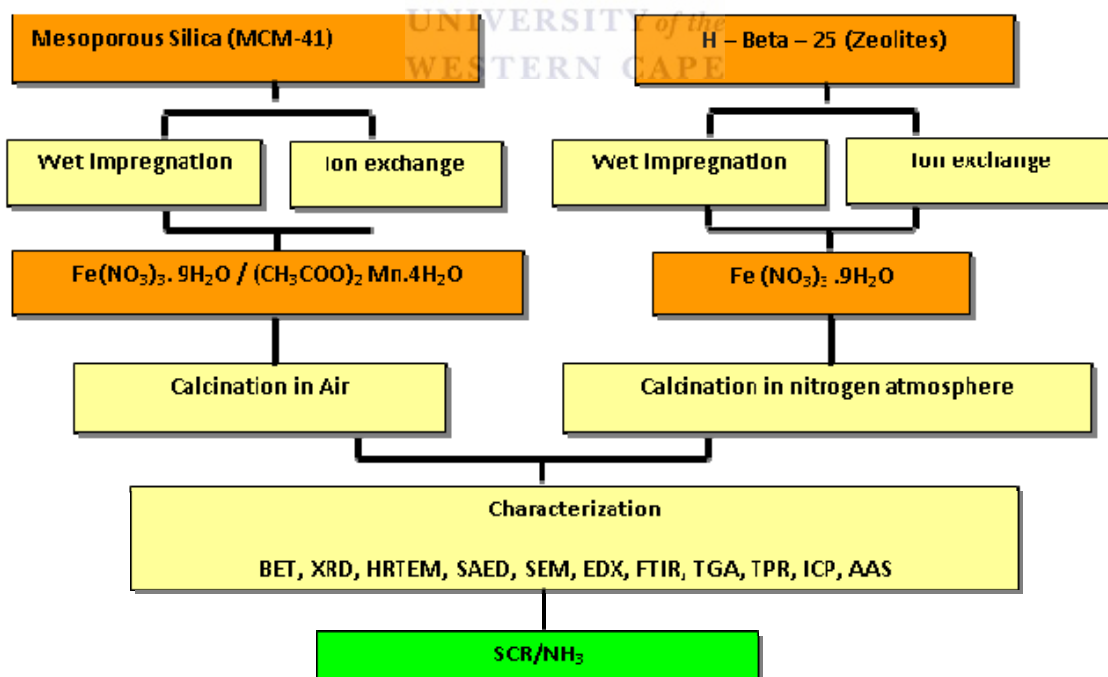 UNIVERSITY of the
WESTERN CAPE
Mesoporous Silica (MCM-41)
H – Beta – 25 (Zeolites)
Wet Impregnation
Ion exchange
Wet Impregnation
Ion exchange
Fe(NO₃)₃. 9H₂O / (CH₃COO)₂ Mn.4H₂O
Fe (NO₃)₃ .9H₂O
Calcination in Air
Calcination in nitrogen atmosphere
Characterization
BET, XRD, HRTEM, SAED, SEM, EDX, FTIR, TGA, TPR, ICP, AAS
SCR/NH₃